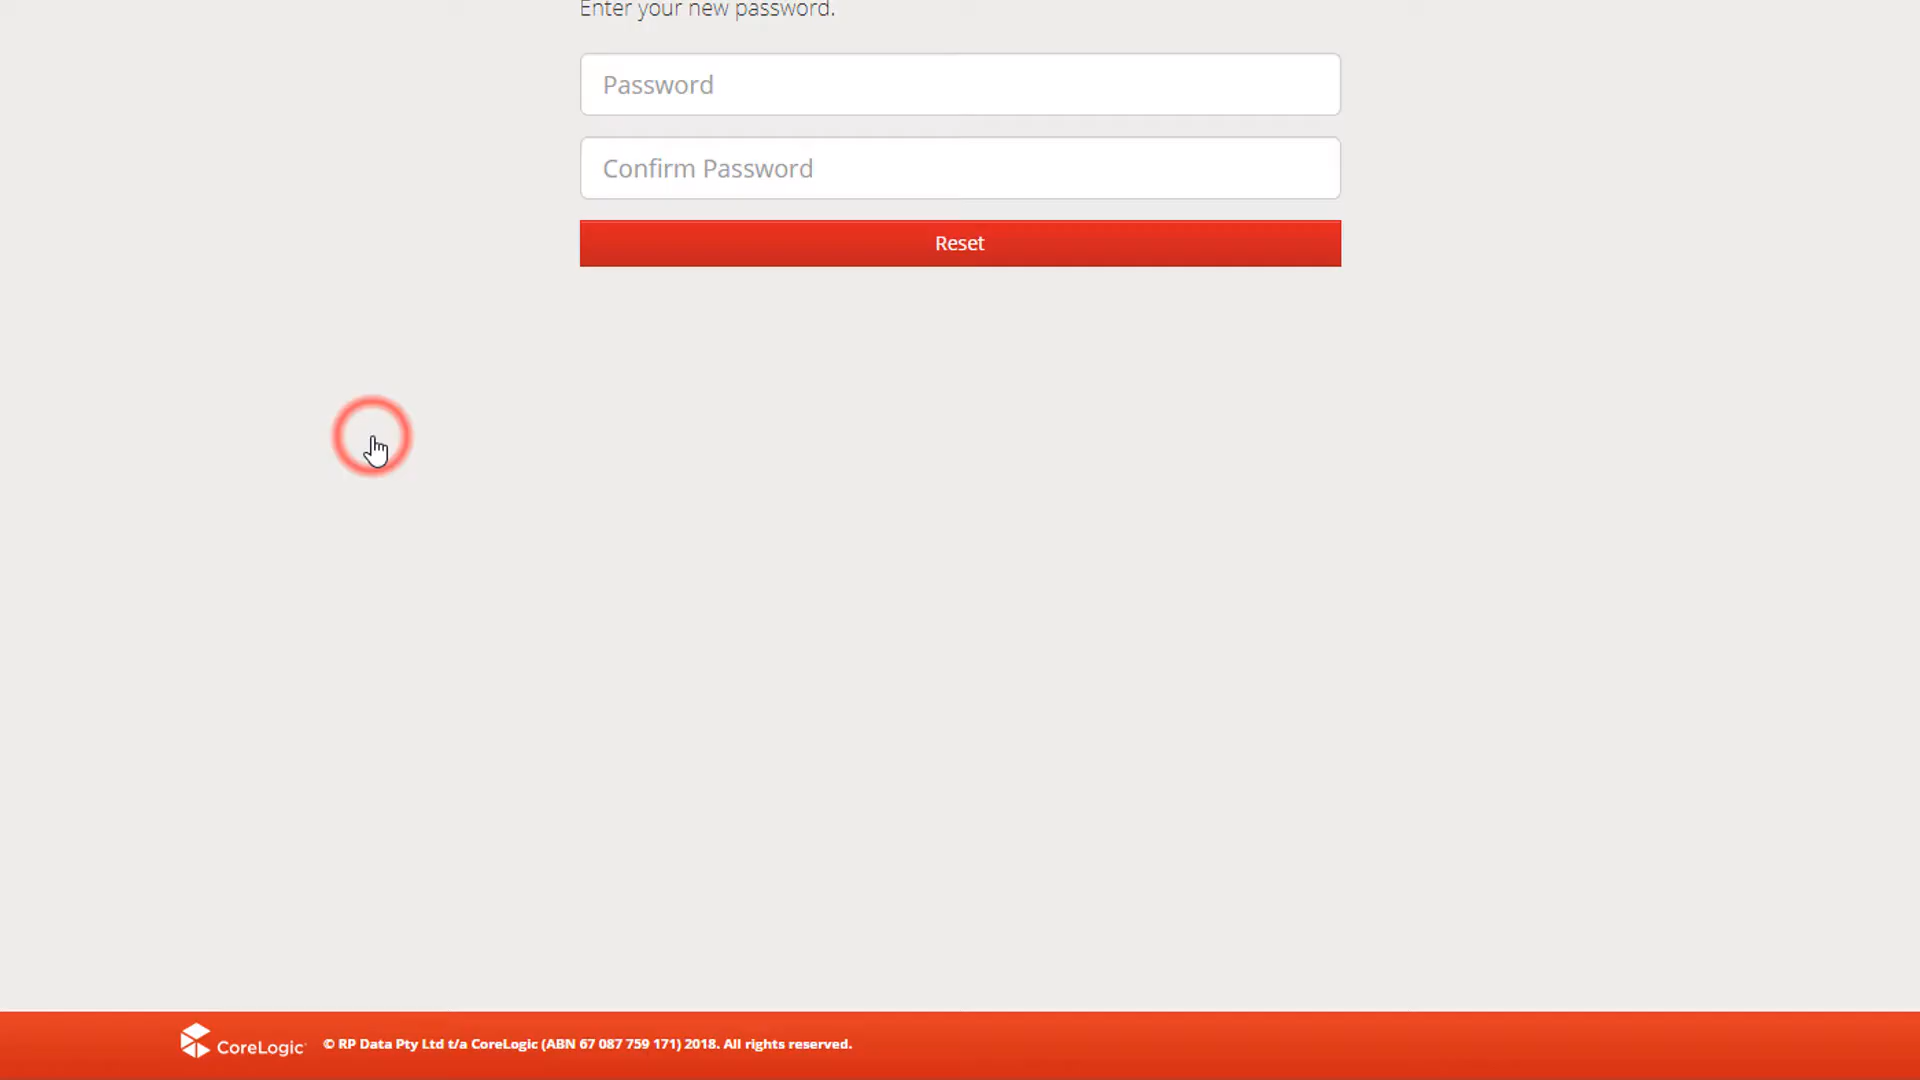 Enter your new password.
Password
Confirm Password
Reset
CoreLogic © RP Data Pty Ltd t/a CoreLogic (ABN 67 087 759 171) 2018. All rights reserved.